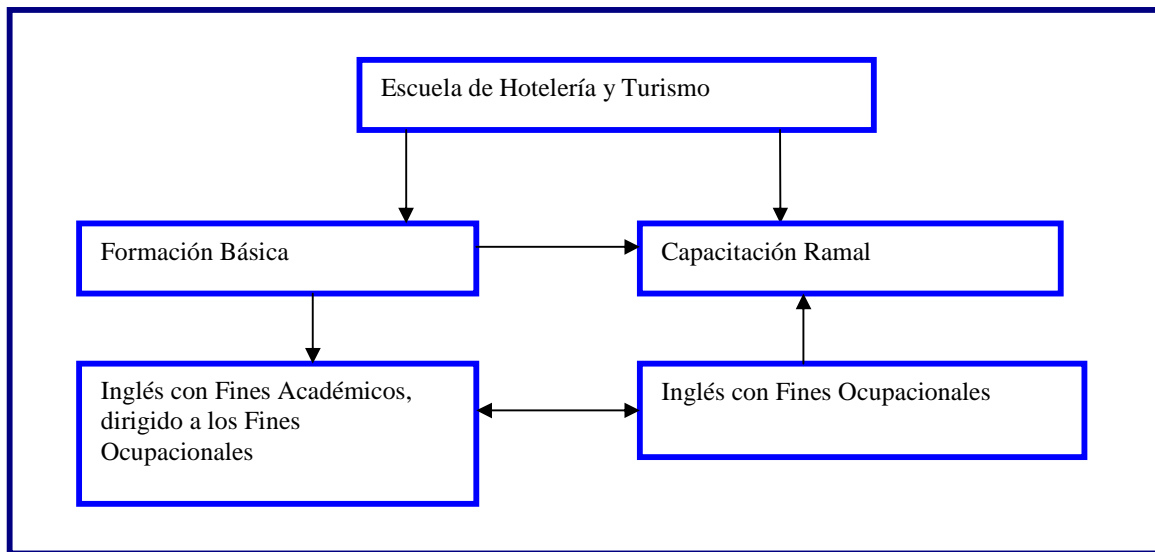 Escuela de Hotelería y Turismo
Formación Básica
Capacitación Ramal
Inglés con Fines Académicos,
dirigido a los Fines
Ocupacionales
Inglés con Fines Ocupacionales